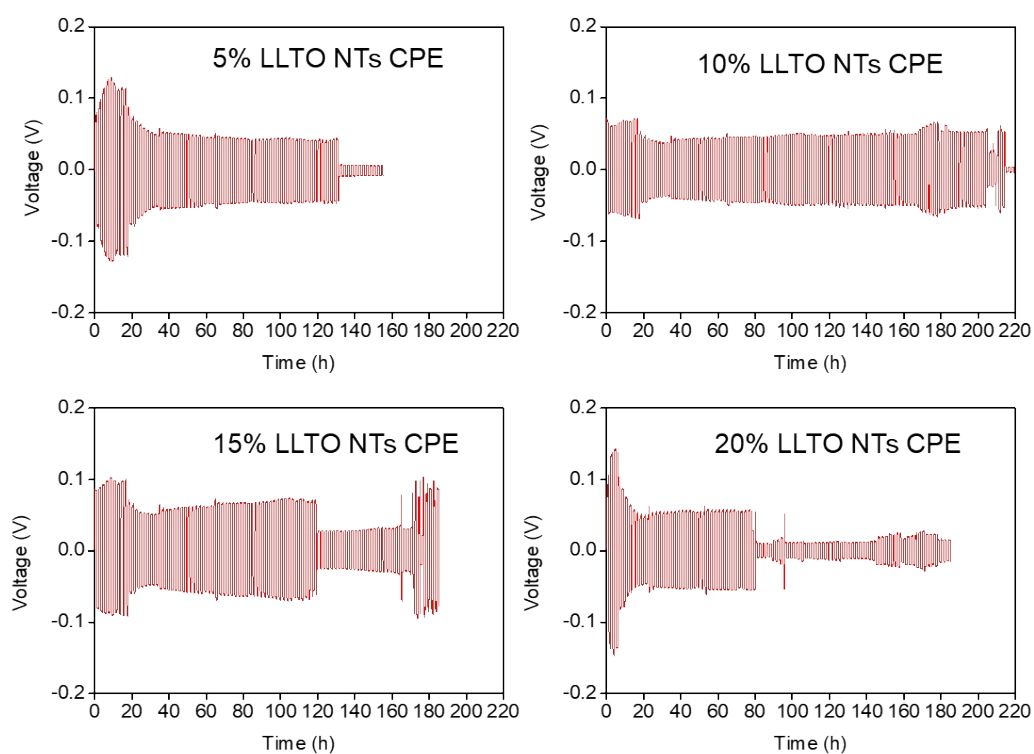 5% LLTO NTs CPE
Voltage (V)
0.2
0.1
0.0
-0.1
-0.2
0 20 40 60 80 100 120 140 160 180 200 220
Time (h)
10% LLTO NTs CPE
Voltage (V)
0.2
0.1
0.0
-0.1
-0.2
0 20 40 60 80 100 120 140 160 180 200 220
Time (h)
15% LLTO NTs CPE
Voltage (V)
0.2
0.1
0.0
-0.1
-0.2
0 20 40 60 80 100 120 140 160 180 200 220
Time (h)
20% LLTO NTs CPE
Voltage (V)
0.2
0.1
0.0
-0.1
-0.2
0 20 40 60 80 100 120 140 160 180 200 220
Time (h)